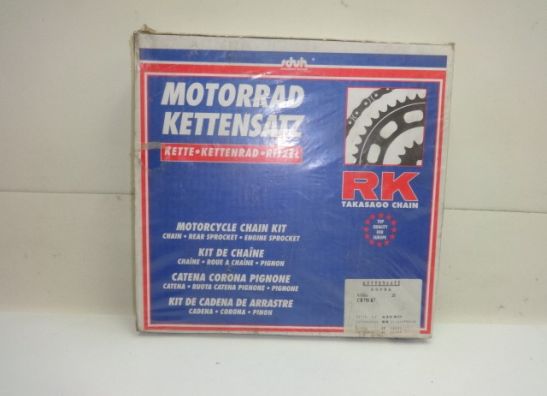 MOTORRAD
KETTENSATZ
KETTE • KETTENRAD • RITZEL
RK
TAKASAGO CHAIN
TOP
QUALITY
FOR
EUROPE
MOTORCYCLE CHAIN KIT
CHAIN • REAR SPROCKET • ENGINE SPROCKET
KIT DE CHAÎNE
CHAÎNE • ROUE A CHAÎNE • PIGNON
CATENA CORONA PIGNONE
CATENA • RUOTA CATENA PIGNONE • PIGNONE
KIT DE CADENA DE ARRASTRE
CADENA • CORONA • PINON
KETTENSATZ